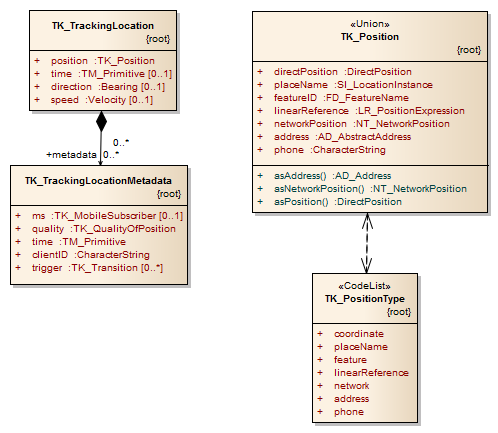 TK_TrackingLocation
{root}
+ position :TK_Position
+ time :TM_Primitive [0..1]
+ direction :Bearing [0..1]
+ speed :Velocity [0..1]
0..*
+metadata 0..*
TK_TrackingLocationMetadata
{root}
+ ms :TK_MobileSubscriber [0..1]
+ quality :TK_QualityOfPosition
+ time :TM_Primitive
+ clientID :CharacterString
+ trigger :TK_Transition [0..*]
«Union»
TK_Position
{root}
+ directPosition :DirectPosition
+ placeName :SI_LocationInstance
+ featureID :FD_FeatureName
+ linearReference :LR_PositionExpression
+ networkPosition :NT_NetworkPosition
+ address :AD_AbstractAddress
+ phone :CharacterString
+ asAddress() :AD_Address
+ asNetworkPosition() :NT_NetworkPosition
+ asPosition() :DirectPosition
«CodeList»
TK_PositionType
{root}
+ coordinate
+ placeName
+ feature
+ linearReference
+ network
+ address
+ phone